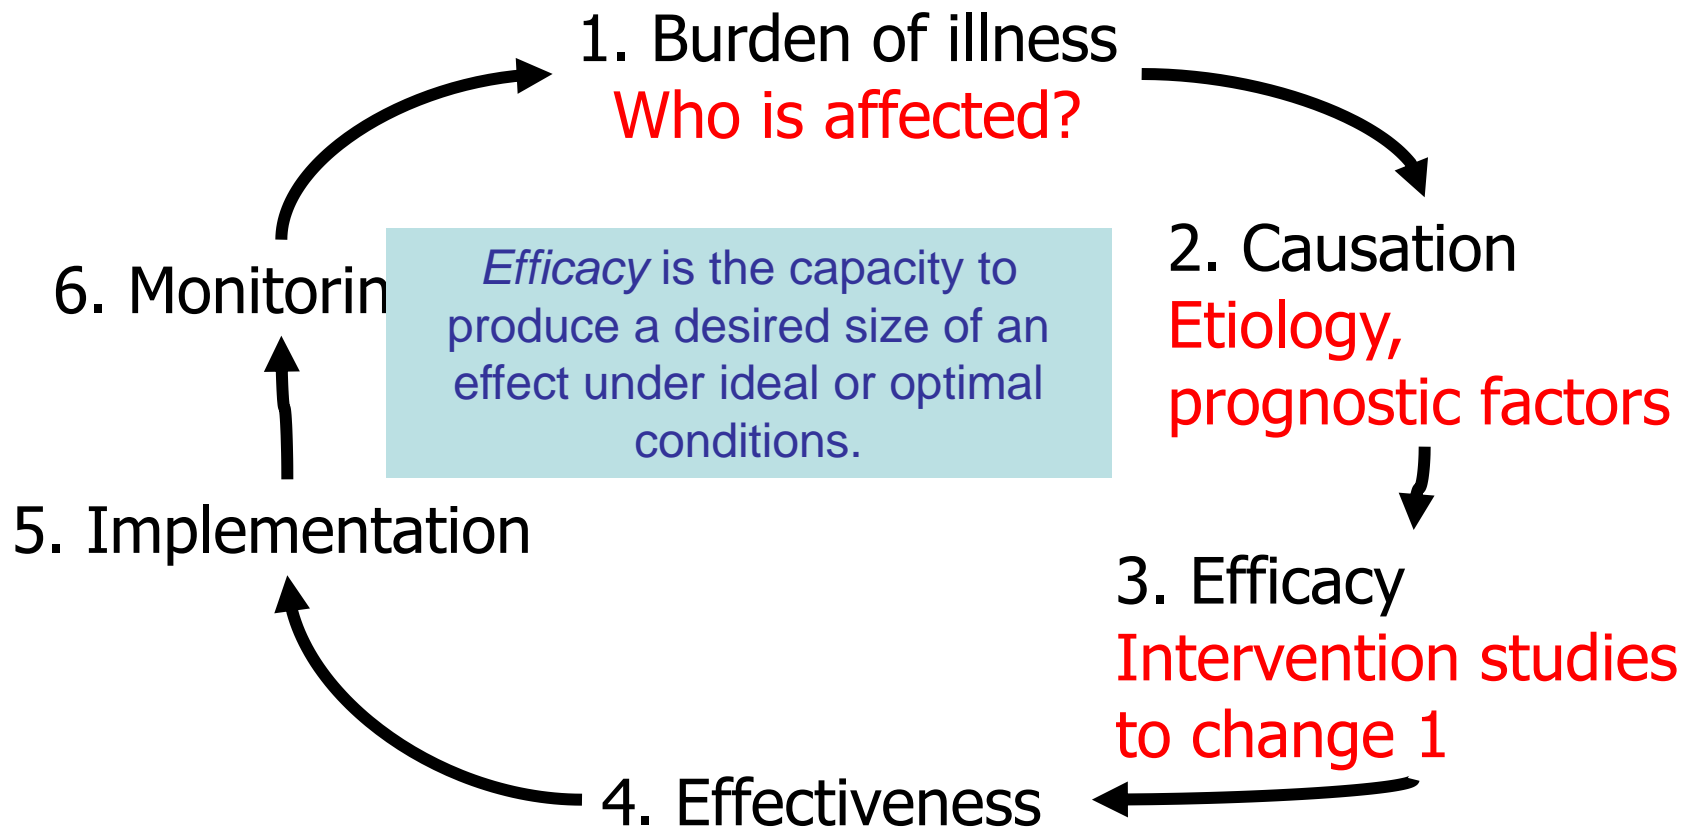 1. Burden of illness
Who is affected?
2. Causation
Etiology,
prognostic factors
3. Efficacy
Intervention studies
to change 1
4. Effectiveness
5. Implementation
6. Monitorin
Efficacy is the capacity to
produce a desired size of an
effect under ideal or optimal
conditions.